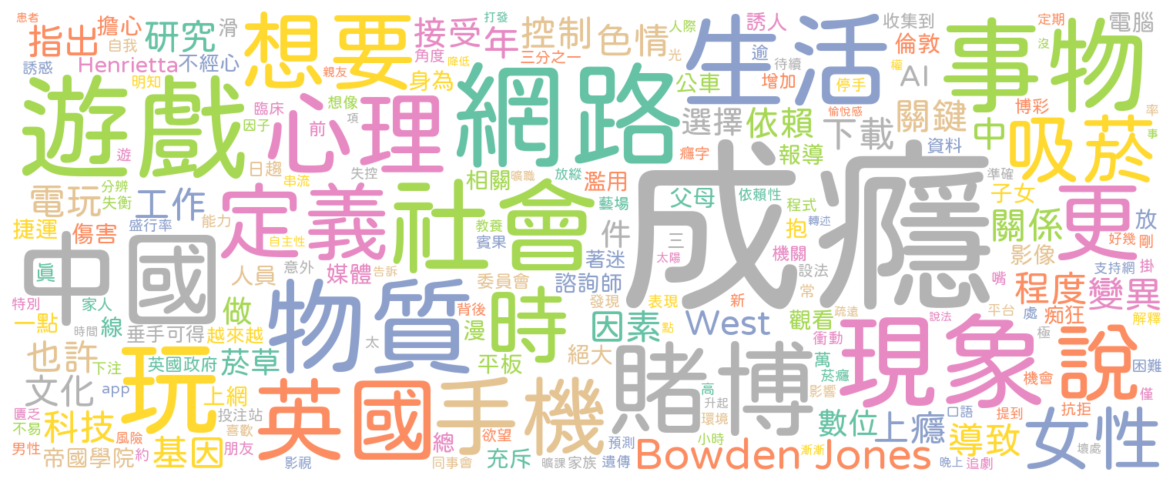 患者 擔心 打發 人際 誘人 收集到 定期 沒 電腦
指出 自我 研究 滑 想要 接受 年 控制 色情 光 生活 逾 待續 倫敦 事物
誘惑 Henrietta 不經心 角度 三分之一 降低 公車 增加 停手 AI 權
明知 親友 身為 愉悅感 博彩 率
遊戲 臨床 想像 心理 網路 選擇 依賴 下載 關鍵 中 吸菸
因子 前 項 癮字 報導 資料 事
遊 日趨 失控 成癮 準確
電玩 分辨 串流 定義 放縱 曠職 相關 濫用 父母 依賴性 程式 子女 更
失衡 工作 社會 教養 藝場 抱 關係 放
捷運 盛行率 能力 賓果 件 轉述 好幾 剛
傷害 自主性 著迷 三 機關 影像
中國 真 人員 意外 媒體 告訴 委員會 諮詢師 太陽 設法 嘴 支持網 掛
特別 家人 做 物質 背後 時 發現 表現 新 常 疏遠 現象 程度 變異
一點 線 垂手可得 越來越 漫 因素 West 觀看 平台 處 痴狂 解釋 說
時間 太 點 衝動 說法 極
也許 英國政府 菸草 平板 絕大 賭博 萬 菸癮 機會 困難
文化 下注 app 玩 上網 英國 手機 高 影響 數位 上癮 口語 抗拒 僅
匱乏 投注站 升起 環境 提到 女性
不易 科技 風險 喜歡 總 欲望 預測 小時 Bowden Jones 導致
男性 約 基因 朋友 充斥 漸漸 壞處
帝國學院 影視 同事會 曠課 家族 遺傳 晚上 追劇